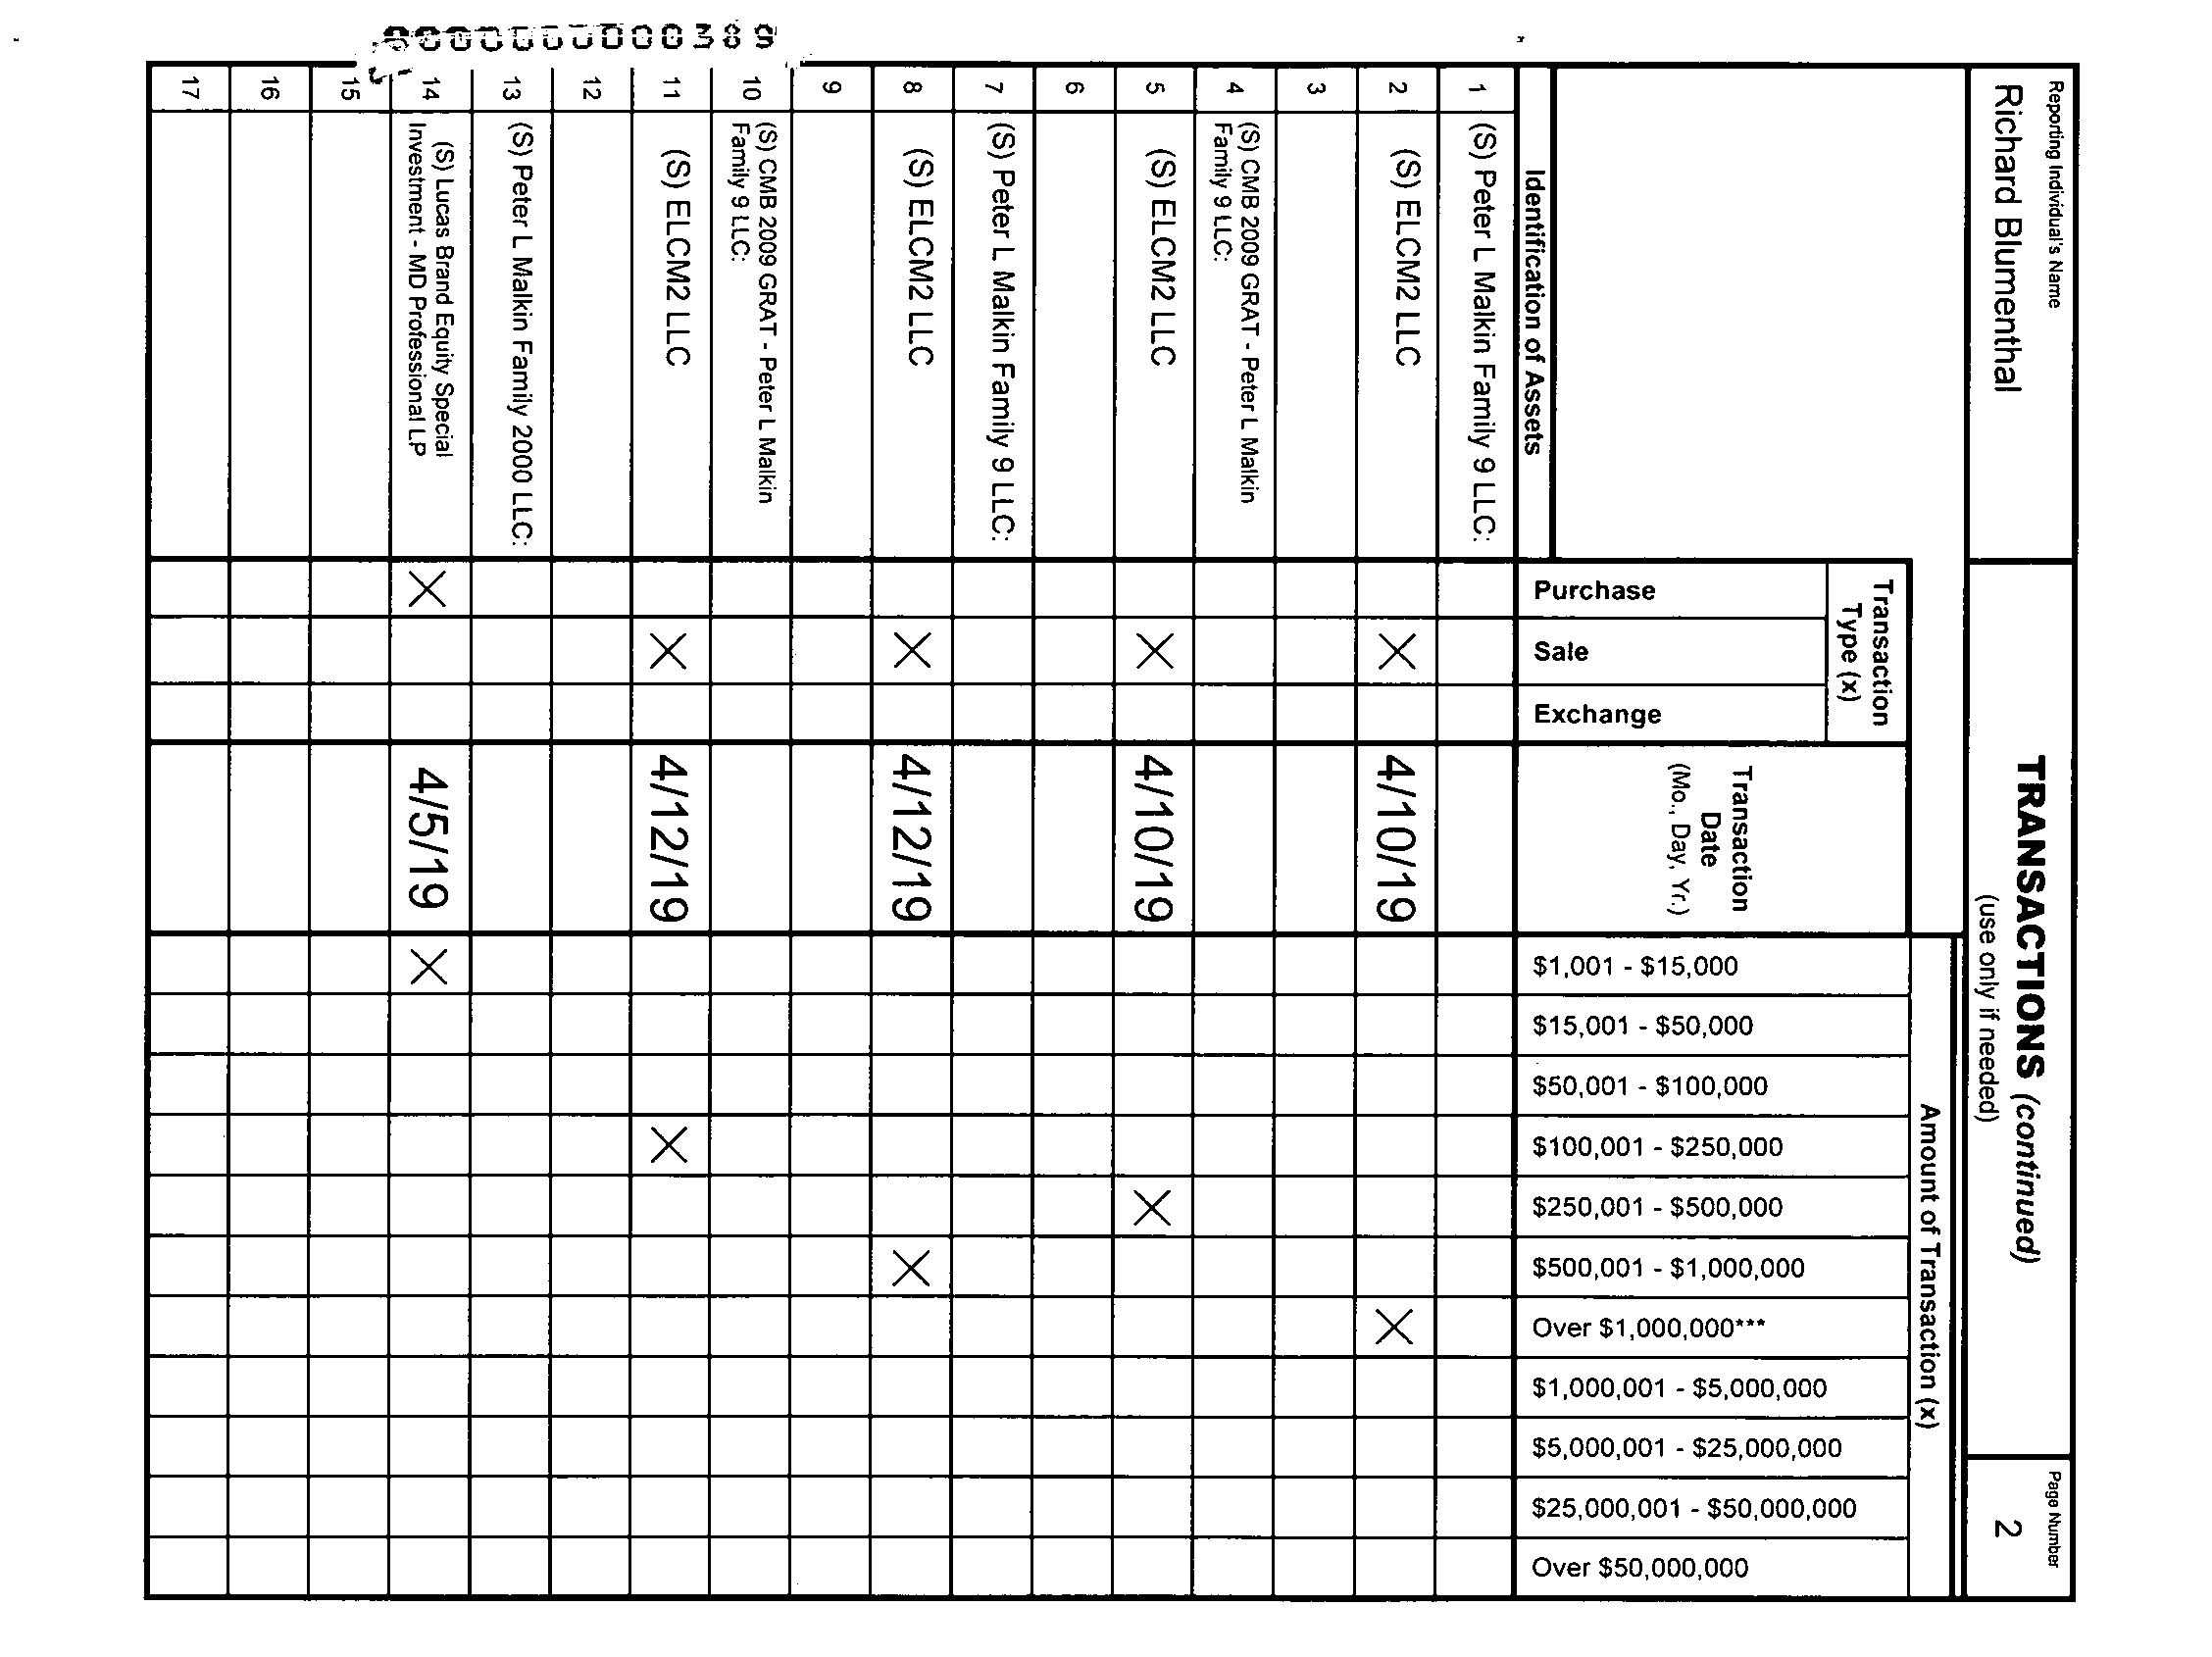 Reporting Individual's Name
Richard Blumenthal
TRANSACTIONS (continued)
(use only if needed)
Page Number
2
Identification of Assets
Transaction
Type (x)
Purchase
Sale
Exchange
Transaction
Date
(Mo., Day, Yr.)
Amount of Transaction (x)
$1,001 - $15,000
$15,001 - $50,000
$50,001 - $100,000
$100,001 - $250,000
$250,001 - $500,000
$500,001 - $1,000,000
Over $1,000,000***
$1,000,001 - $5,000,000
$5,000,001 - $25,000,000
$25,000,001 - $50,000,000
Over $50,000,000
1 (S) Peter L Malkin Family 9 LLC:
2 (S) ELCM2 LLC X 4/10/19 X
3
4 (S) CMB 2009 GRAT - Peter L Malkin
Family 9 LLC:
5 (S) ELCM2 LLC X 4/10/19 X
6
7 (S) Peter L Malkin Family 9 LLC:
8 (S) ELCM2 LLC X 4/12/19 X
9
10 (S) CMB 2009 GRAT - Peter L Malkin
Family 9 LLC:
11 (S) ELCM2 LLC X 4/12/19 X
12
13 (S) Peter L Malkin Family 2000 LLC:
14 (S) Lucas Brand Equity Special
Investment - MD Professional LP X 4/5/19 X
15
16
17